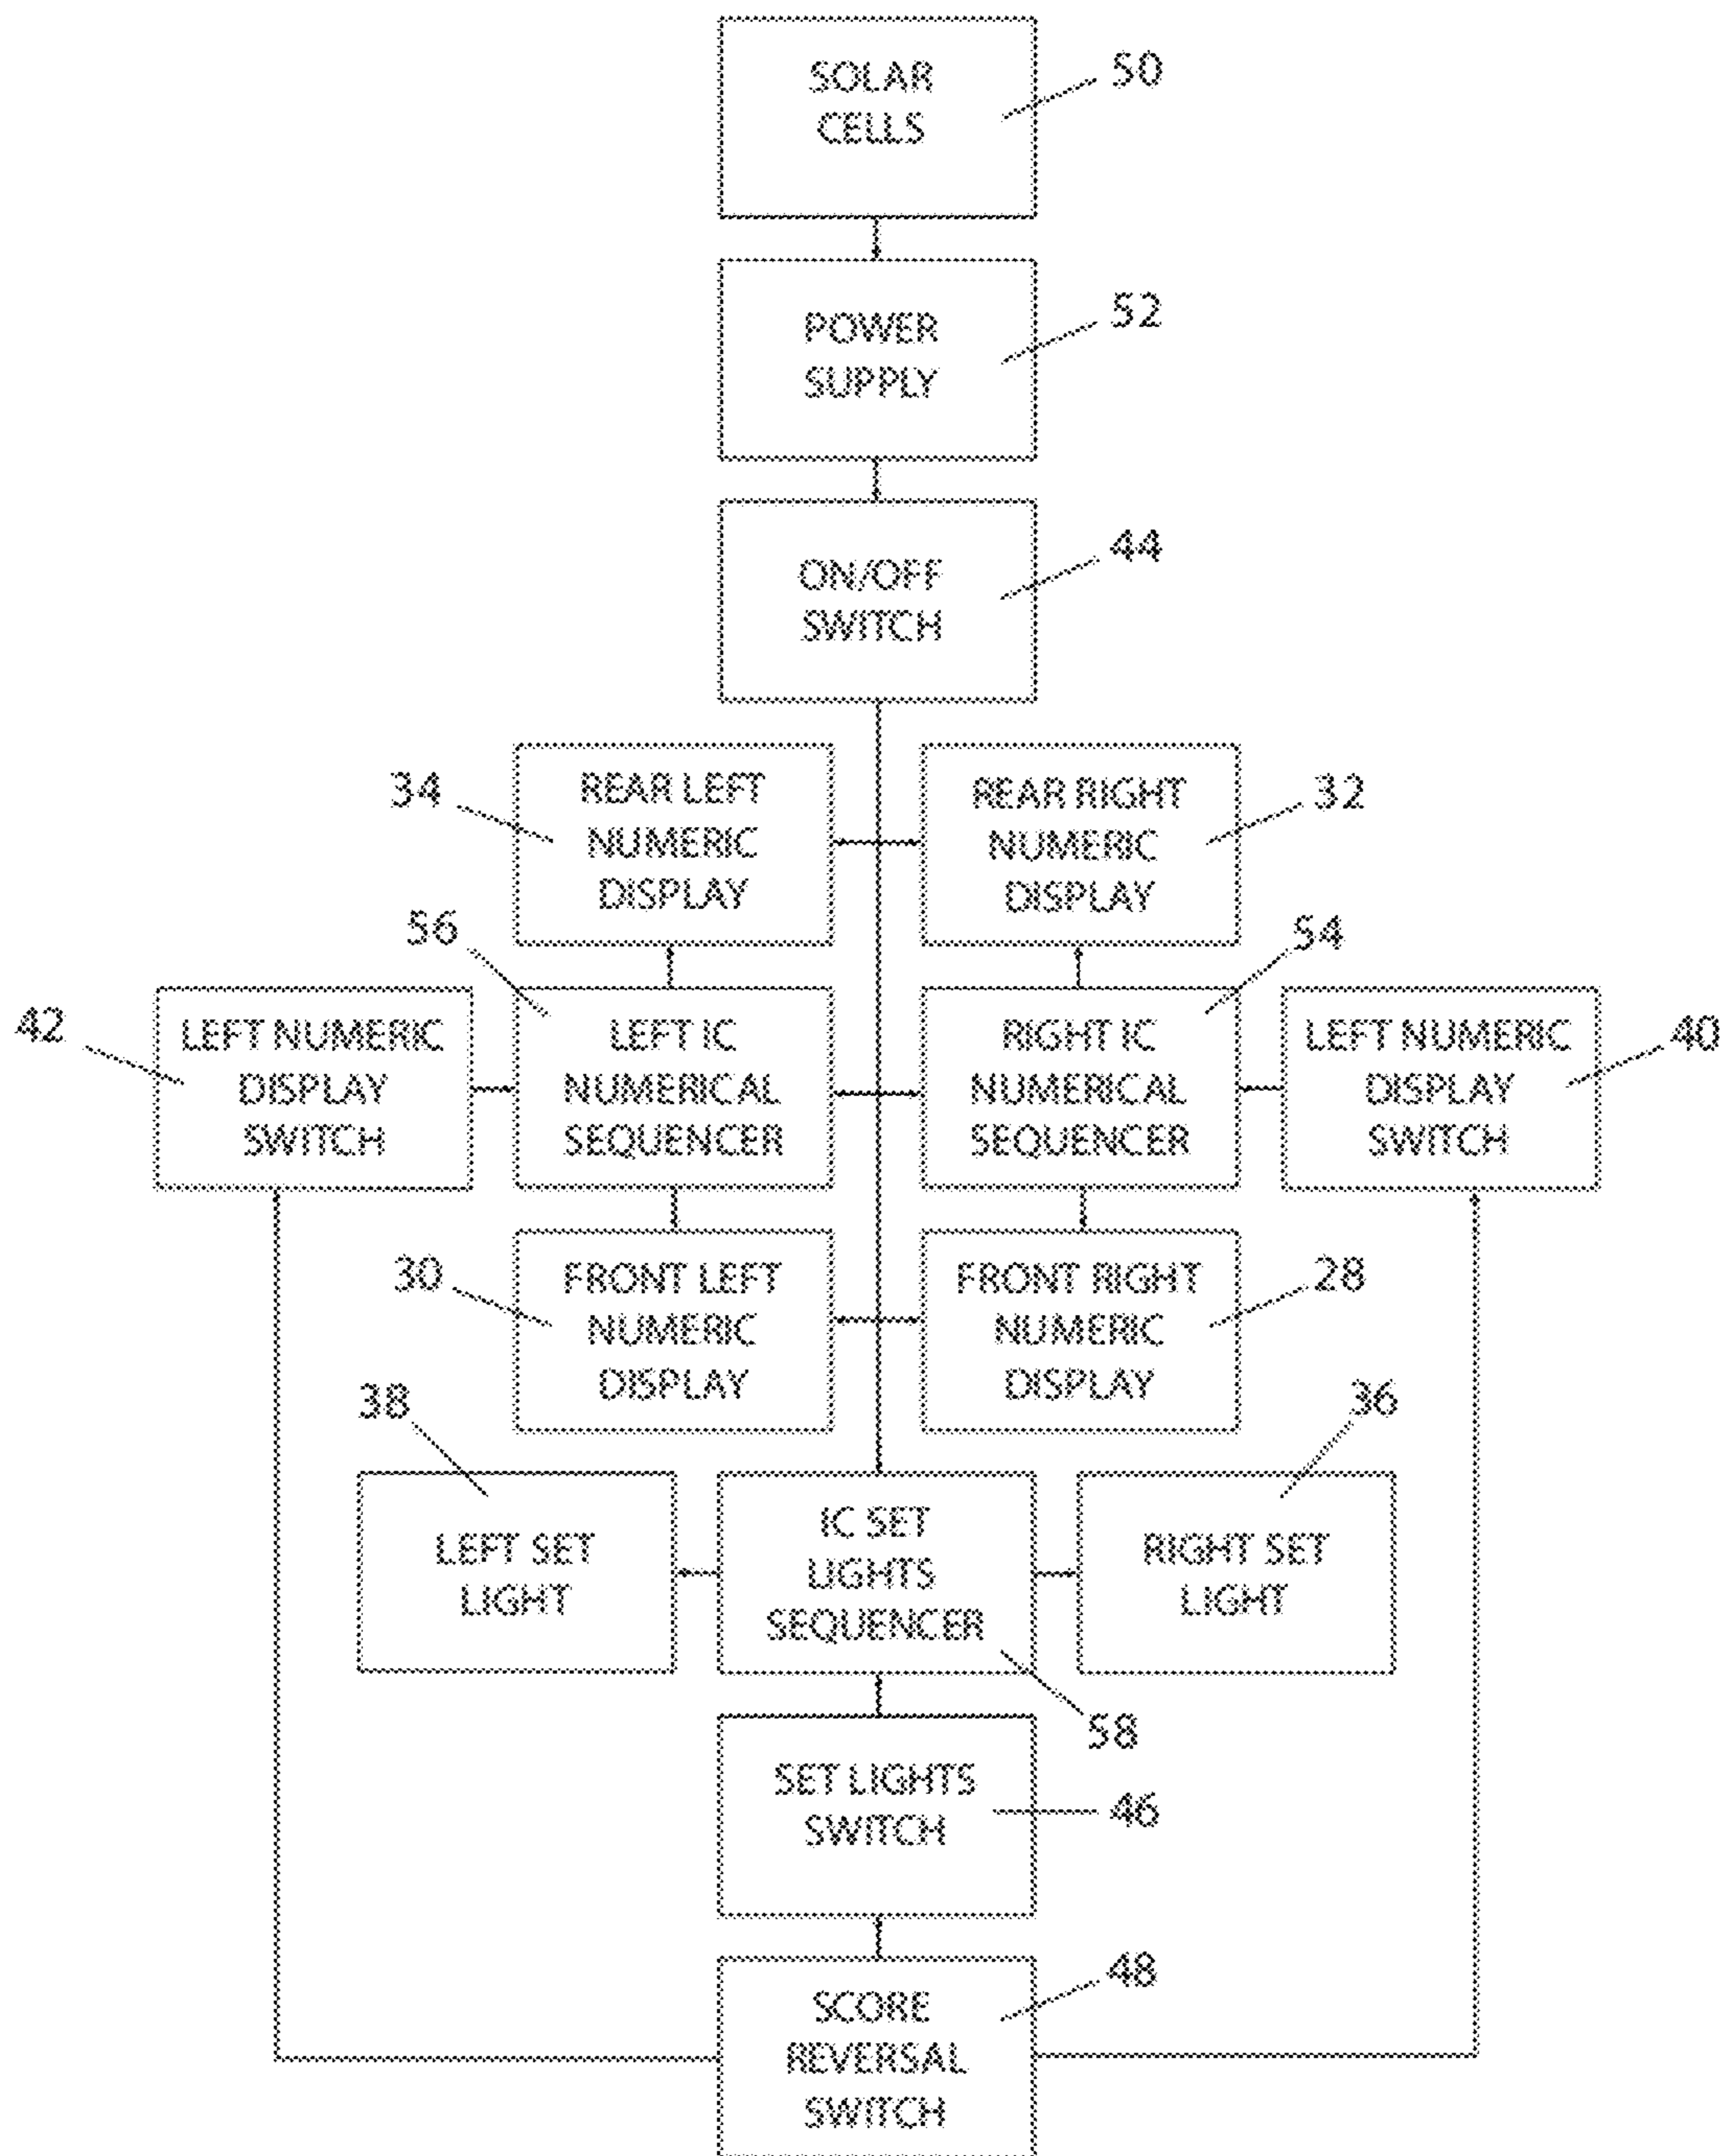 SOLAR
CELLS
50
POWER
SUPPLY
52
ON/OFF
SWITCH
44
34
REAR LEFT
NUMERIC
DISPLAY
REAR RIGHT
NUMERIC
DISPLAY
32
56
54
42
LEFT NUMERIC
DISPLAY
SWITCH
LEFT IC
NUMERICAL
SEQUENCER
RIGHT IC
NUMERICAL
SEQUENCER
LEFT NUMERIC
DISPLAY
SWITCH
40
30
FRONT LEFT
NUMERIC
DISPLAY
FRONT RIGHT
NUMERIC
DISPLAY
28
38
36
LEFT SET
LIGHT
IC SET
LIGHTS
SEQUENCER
RIGHT SET
LIGHT
58
SET LIGHTS
SWITCH
46
SCORE
REVERSAL
SWITCH
48